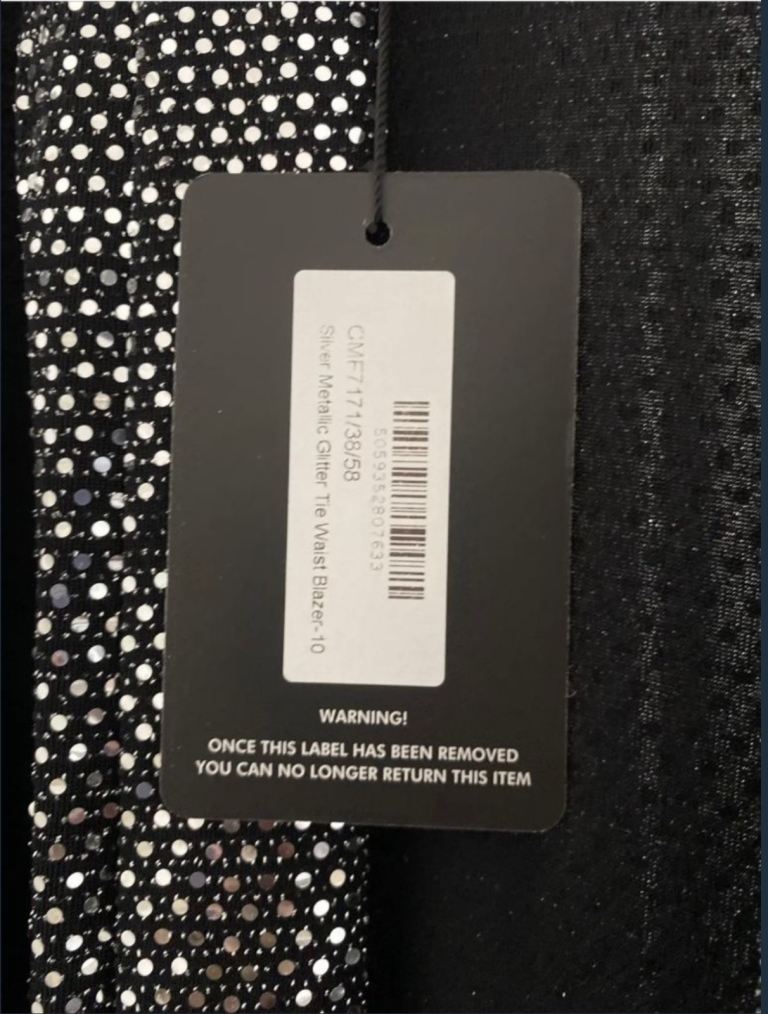 5059352807633
CMF7171/38/58
Silver Metallic Glitter Tie Waist Blazer-10
WARNING!
ONCE THIS LABEL HAS BEEN REMOVED
YOU CAN NO LONGER RETURN THIS ITEM